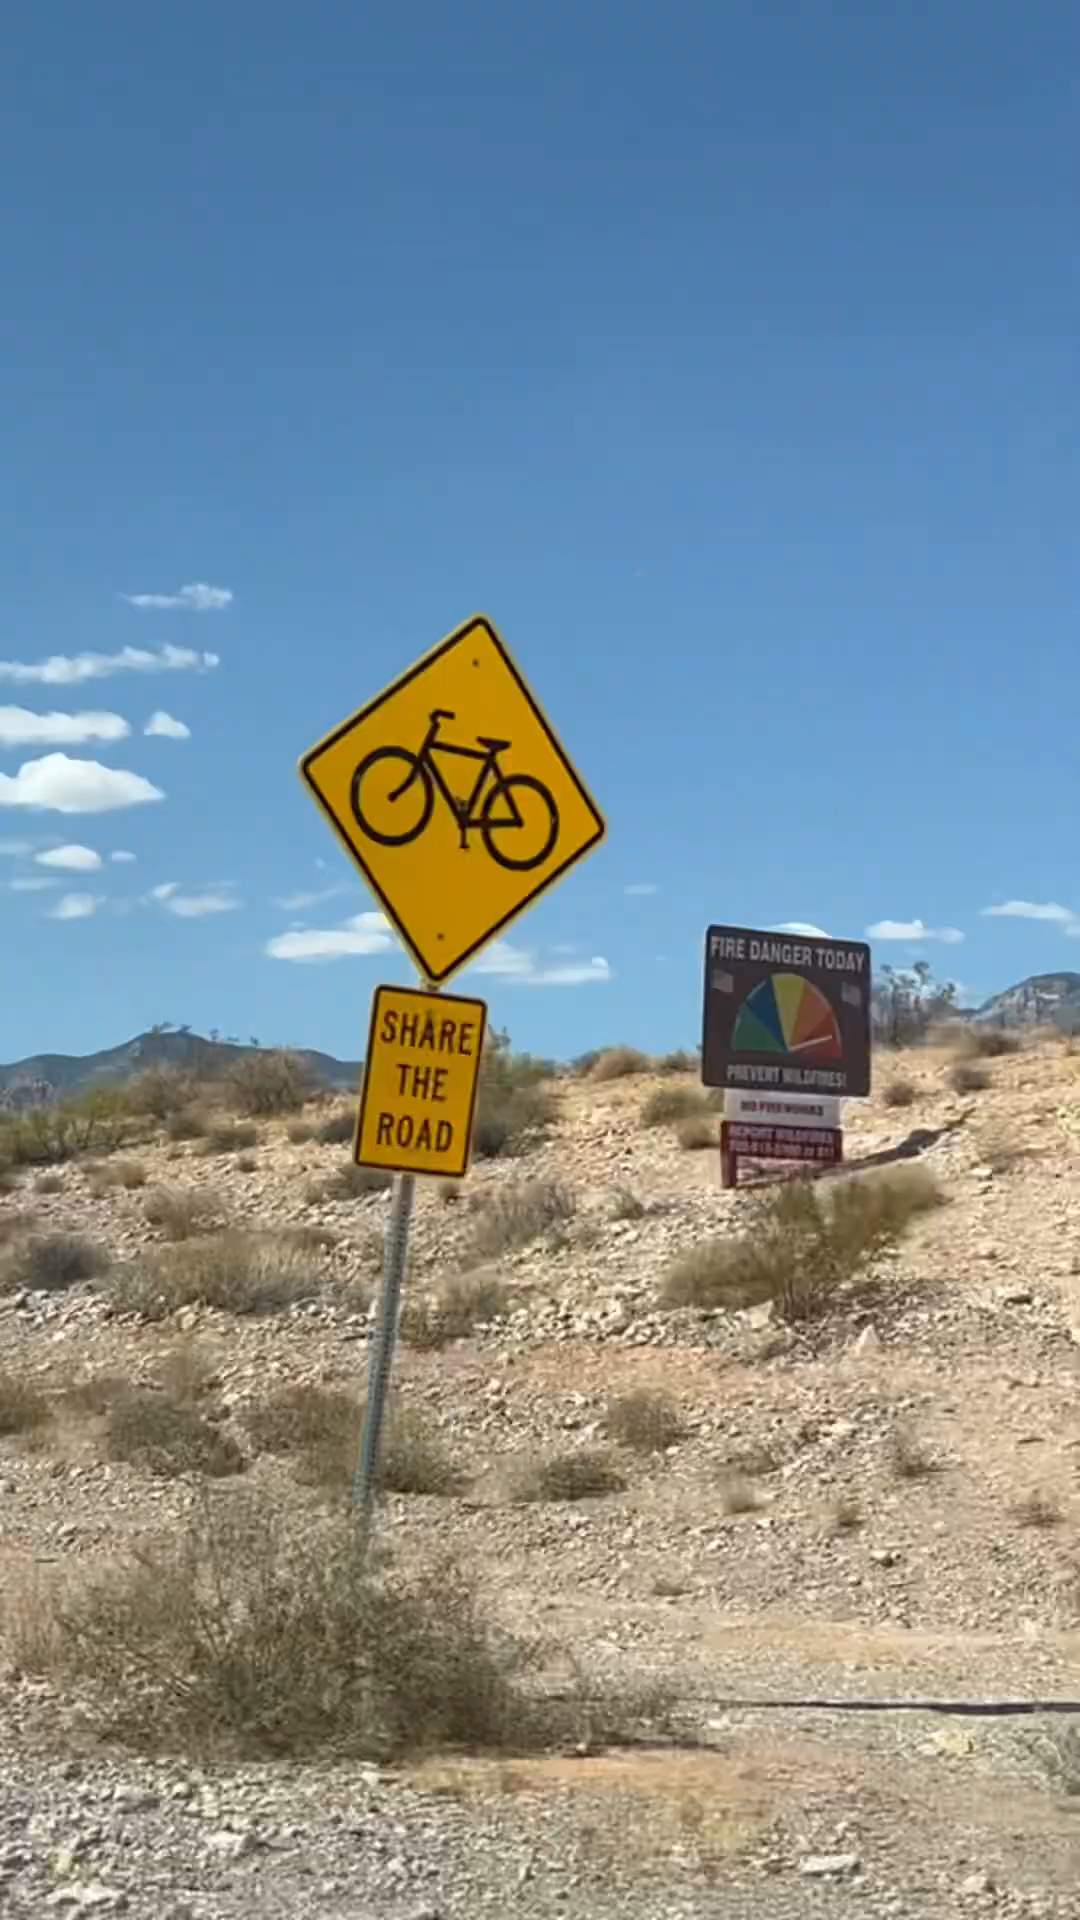 SHARE
THE
ROAD
FIRE DANGER TODAY
PREVENT WILDFIRES!
NO FIREWORKS
REPORT WILDFIRES